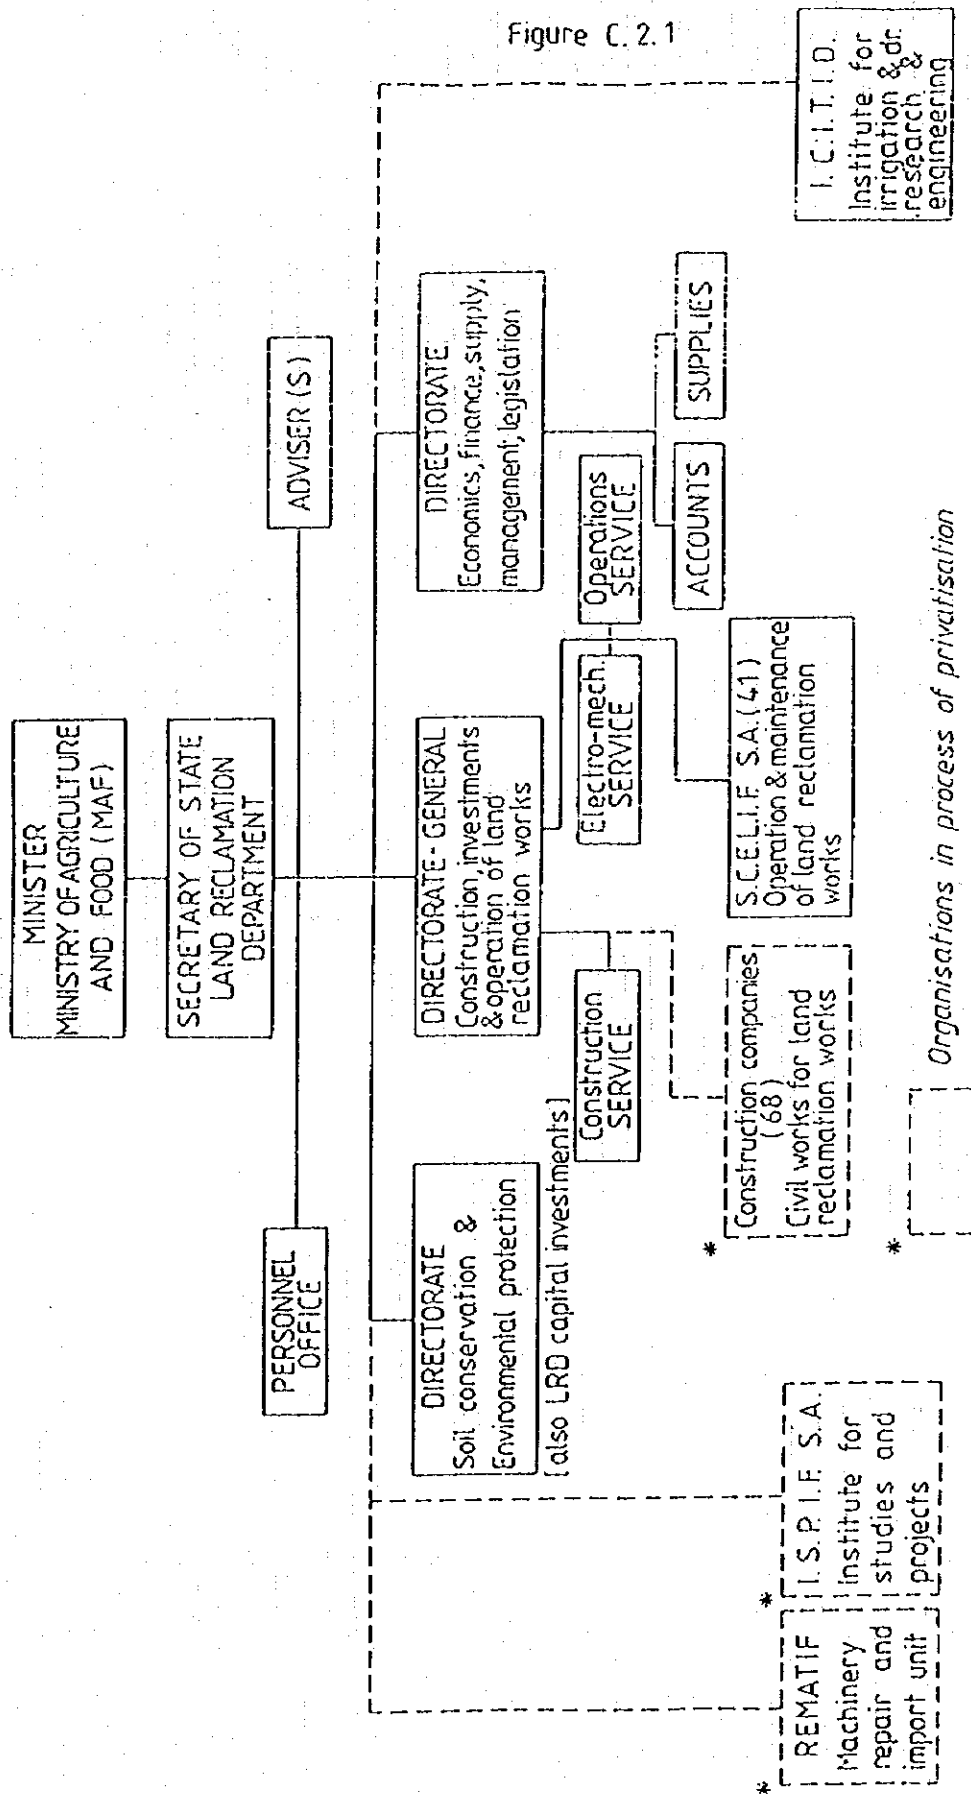 Figure C.2.1
MINISTER
MINISTRY OF AGRICULTURE
AND FOOD (MAF)
SECRETARY OF STATE
LAND RECLAMATION
DEPARTMENT
PERSONNEL
OFFICE
ADVISER (S)
DIRECTORATE
Soil conservation &
Environmental protection
[also LRD capital investments]
DIRECTORATE-GENERAL
Construction, investments
& operation of land
reclamation works
DIRECTORATE
Economics, finance, supply,
management, legislation
Construction
SERVICE
Electro-mech.
SERVICE
Operations
SERVICE
ACCOUNTS
SUPPLIES
*
REMATIF
Machinery
repair and
import unit
*
I.S.P.I.F. S.A.
Institute for
studies and
projects
*
Construction companies
(68)
Civil works for land
reclamation works
S.C.E.L.I.F. S.A.(41)
Operation & maintenance
of land reclamation
works
I.C.I.T.I.D.
Institute for
irrigation & dr.
research &
engineering
*
Organisations in process of privatisation